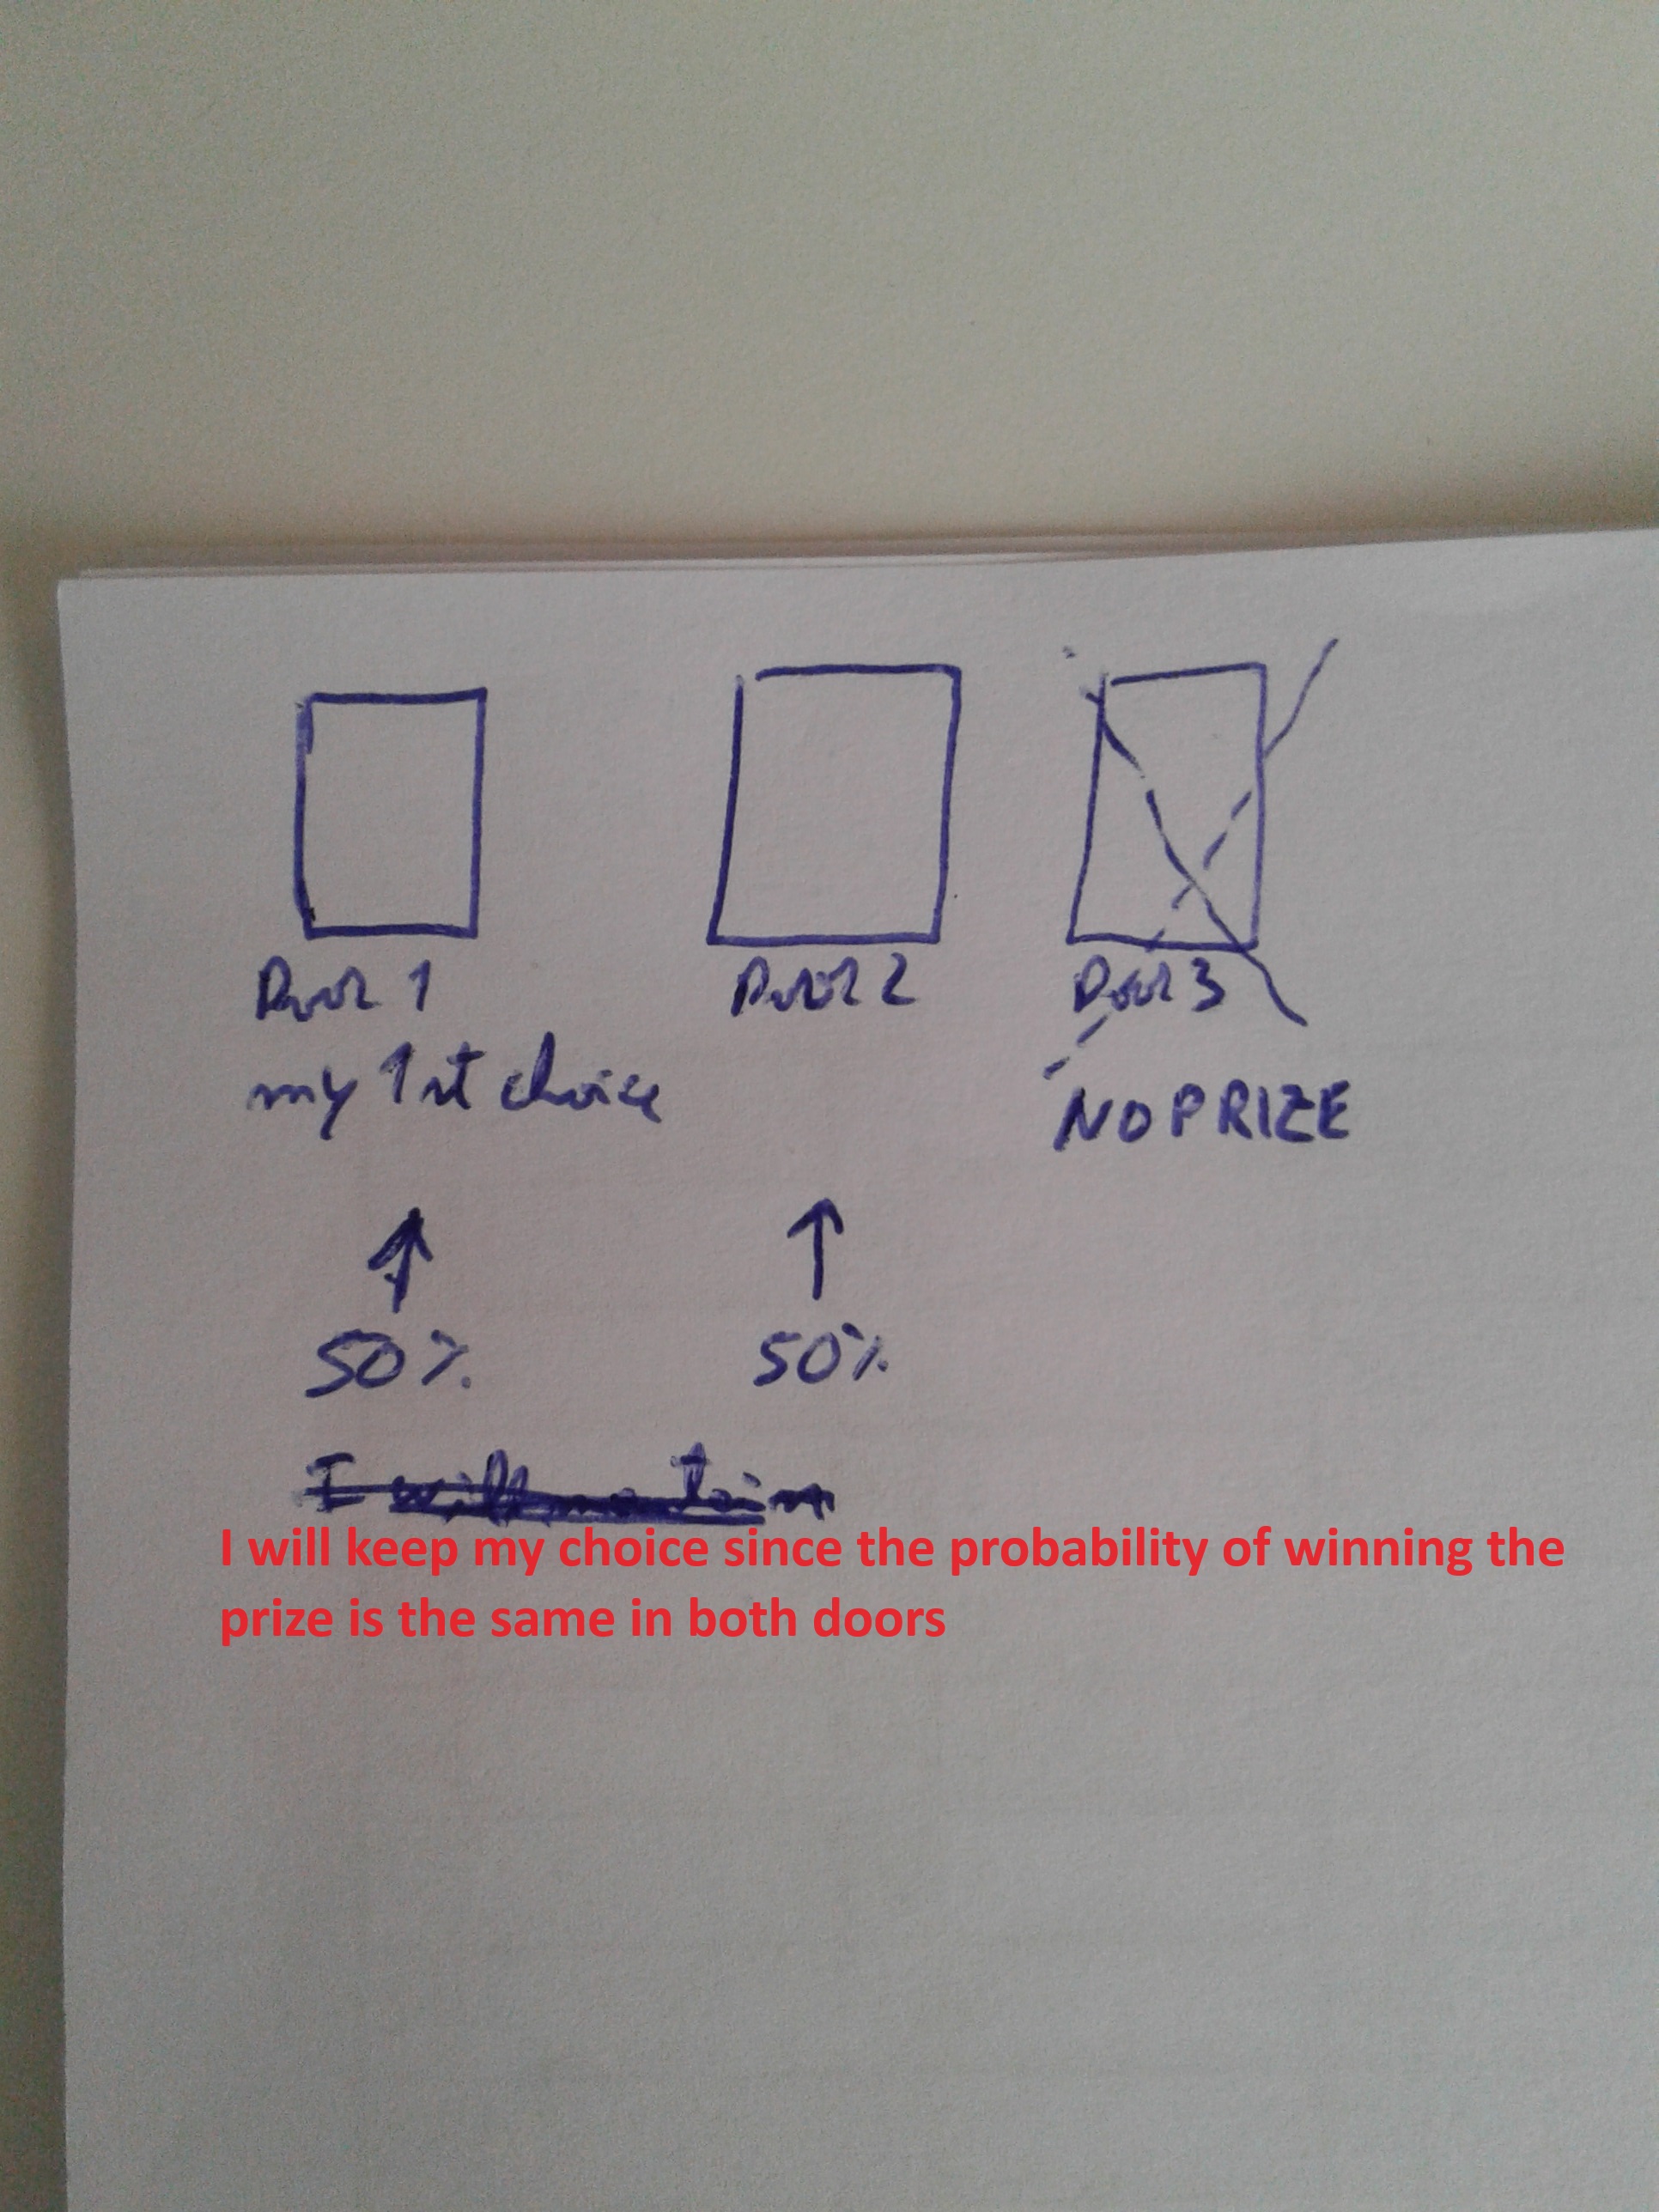 Door 1 Door 2 Door 3
my 1st choice
NO PRIZE
50% 50%
I will
I will keep my choice since the probability of winning the
prize is the same in both doors